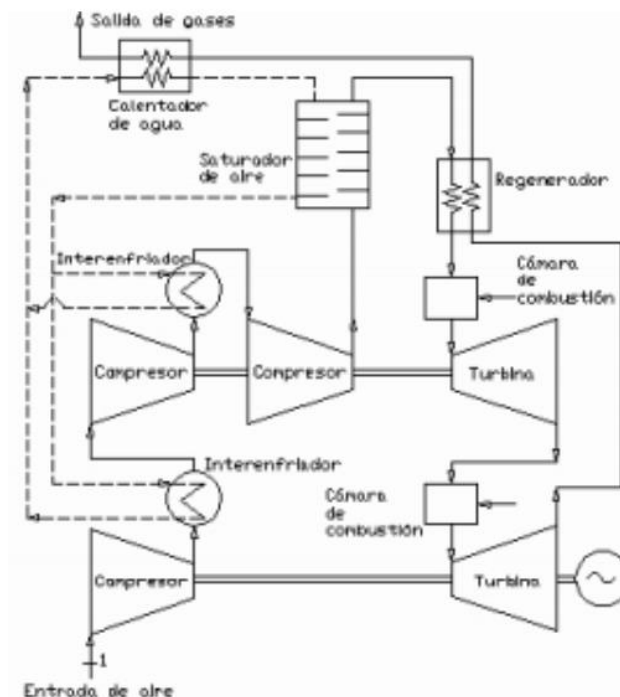 Salida de gases
Calentador
de agua
Saturador
de aire
Regenerador
Interenfriador
Cámara
de
combustión
Compresor
Compresor
Turbina
Interenfriador
Cámara
de
combustión
Compresor
Turbina
1
Entrada de aire